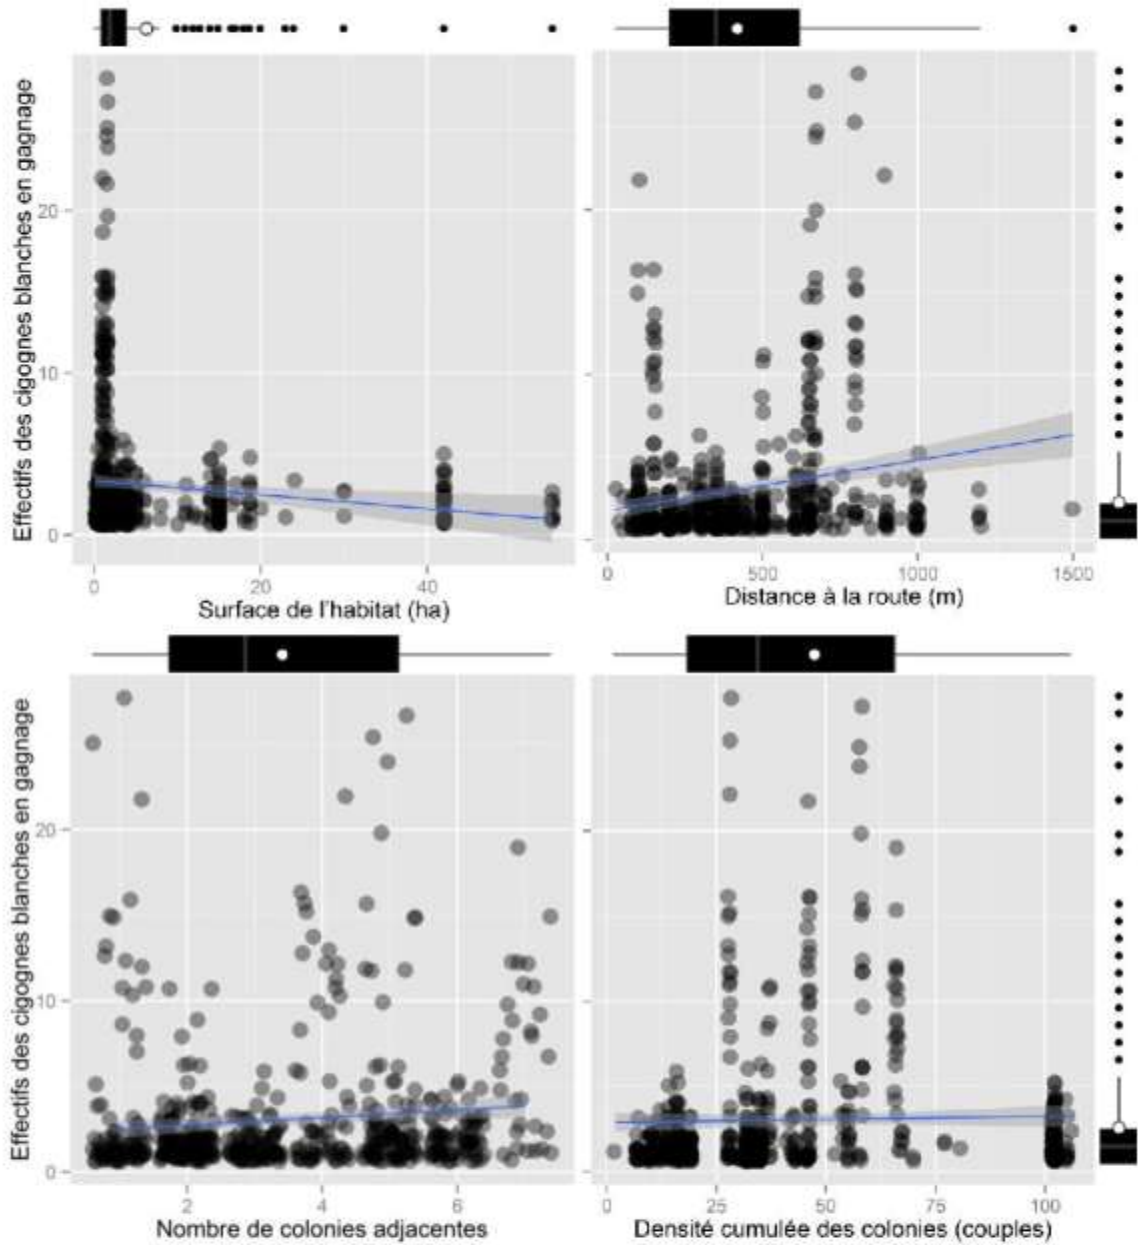 Effectifs des cigognes blanches en gagnage
20
10
0
0 20 40
Surface de l'habitat (ha)
0 500 1000 1500
Distance à la route (m)
Effectifs des cigognes blanches en gagnage
20
10
0
2 4 6
Nombre de colonies adjacentes
0 25 50 75 100
Densité cumulée des colonies (couples)